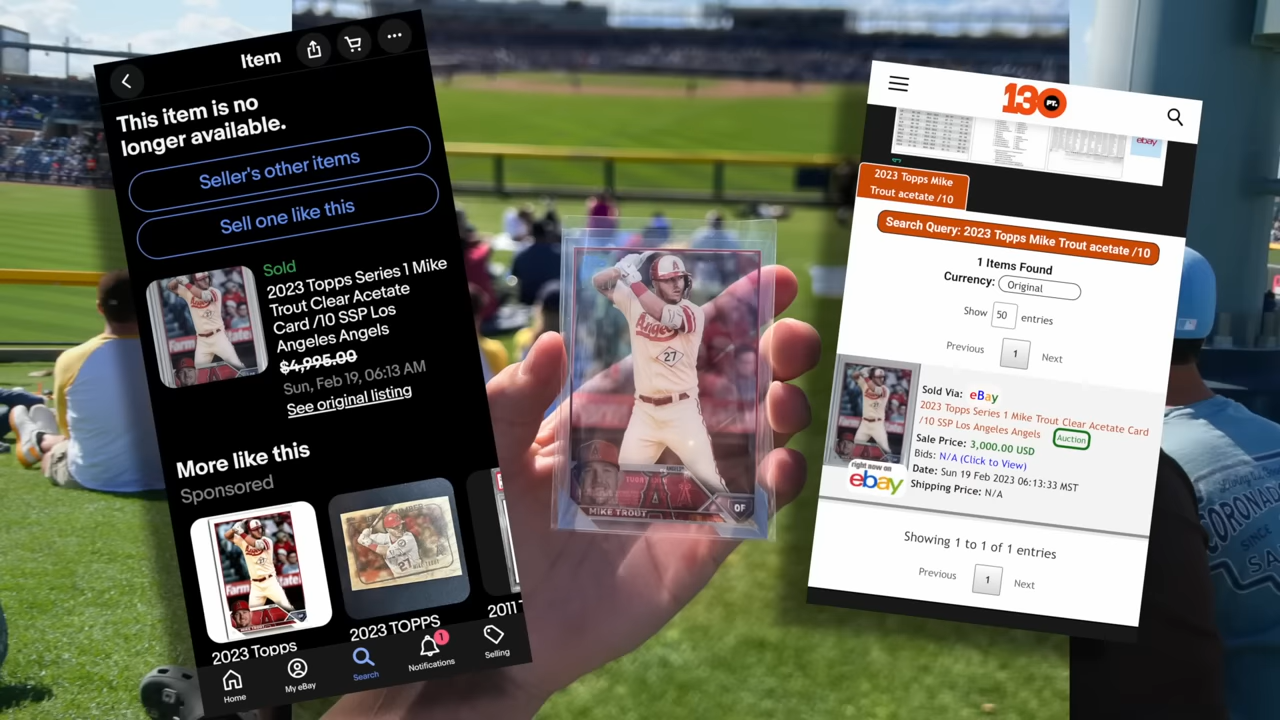 Item
This item is no
longer available.
Seller's other items
Sell one like this
Sold
2023 Topps Series 1 Mike
Trout Clear Acetate
Card /10 SSP Los
Angeles Angels
$4,995.00
Sun, Feb 19, 06:13 AM
See original listing
More like this
Sponsored
2023 Topps
2023 TOPPS
2011
Home
My eBay
Search
1
Notifications
Selling
Angels
27
MIKE TROUT
OF
130
PT.
ebay
2023 Topps Mike
Trout acetate /10
Search Query: 2023 Topps Mike Trout acetate /10
1 Items Found
Currency: Original
Show 50 entries
Previous 1 Next
Sold Via: eBay
2023 Topps Series 1 Mike Trout Clear Acetate Card
/10 SSP Los Angeles Angels Auction
Sale Price: 3,000.00 USD
Bids: N/A (Click to View)
Date: Sun 19 Feb 2023 06:13:33 MST
Shipping Price: N/A
right now on
ebay
Showing 1 to 1 of 1 entries
Previous 1 Next
CORONADO
SINCE